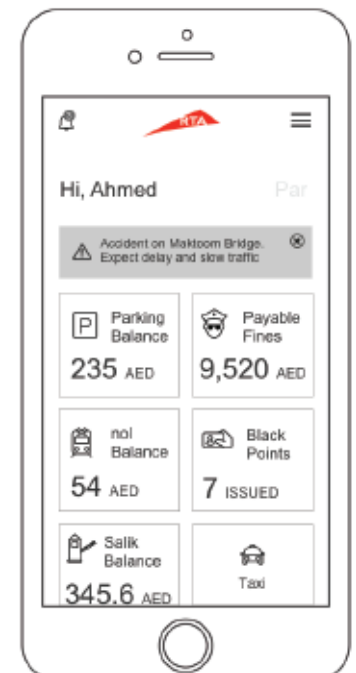 RTA
Hi, Ahmed
Par
Accident on Maktoom Bridge.
Expect delay and slow traffic
P
Parking
Balance
235 AED
Payable
Fines
9,520 AED
nol
Balance
54 AED
Black
Points
7 ISSUED
Salik
Balance
345.6 AED
Taxi